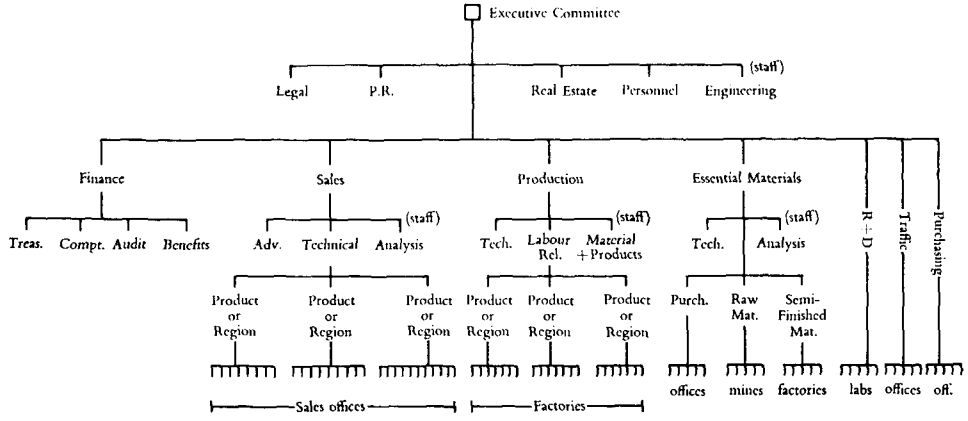 Executive Committee
(staff)
Legal P.R. Real Estate Personnel Engineering
Finance Sales Production Essential Materials
R+D
Traffic
Purchasing
(staff) (staff) (staff)
Treas. Compt. Audit Benefits
Adv. Technical Analysis
Tech. Labour Rel. Material + Products
Tech. Analysis
Product or Region
Product or Region
Product or Region
Product or Region
Product or Region
Product or Region
Purch.
Raw Mat.
Semi-Finished Mat.
offices mines factories labs offices off.
Sales offices Factories